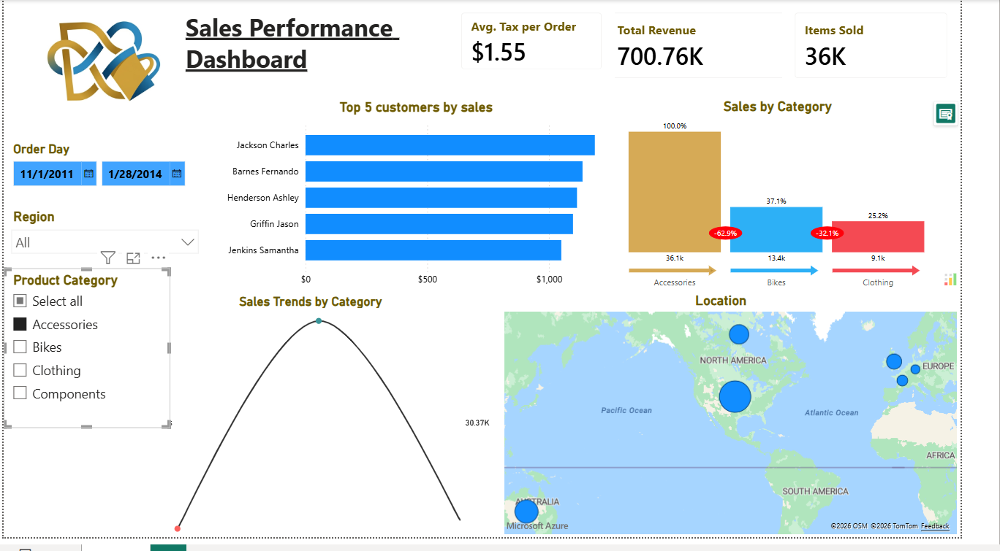 Sales Performance
Dashboard
Avg. Tax per Order
$1.55
Total Revenue
700.76K
Items Sold
36K
Order Day
11/1/2011
1/28/2014
Region
All
Product Category
Select all
Accessories
Bikes
Clothing
Components
Top 5 customers by sales
Jackson Charles
Barnes Fernando
Henderson Ashley
Griffin Jason
Jenkins Samantha
$0 $500 $1,000
Sales by Category
100.0%
37.1%
25.2%
-62.9%
-32.1%
36.1k 13.4k 9.1k
Accessories Bikes Clothing
Sales Trends by Category
30.37K
Location
NORTH AMERICA
EUROPE
Pacific Ocean
Atlantic Ocean
AFRICA
SOUTH AMERICA
AUSTRALIA
Microsoft Azure
©2026 OSM ©2026 TomTom Feedback